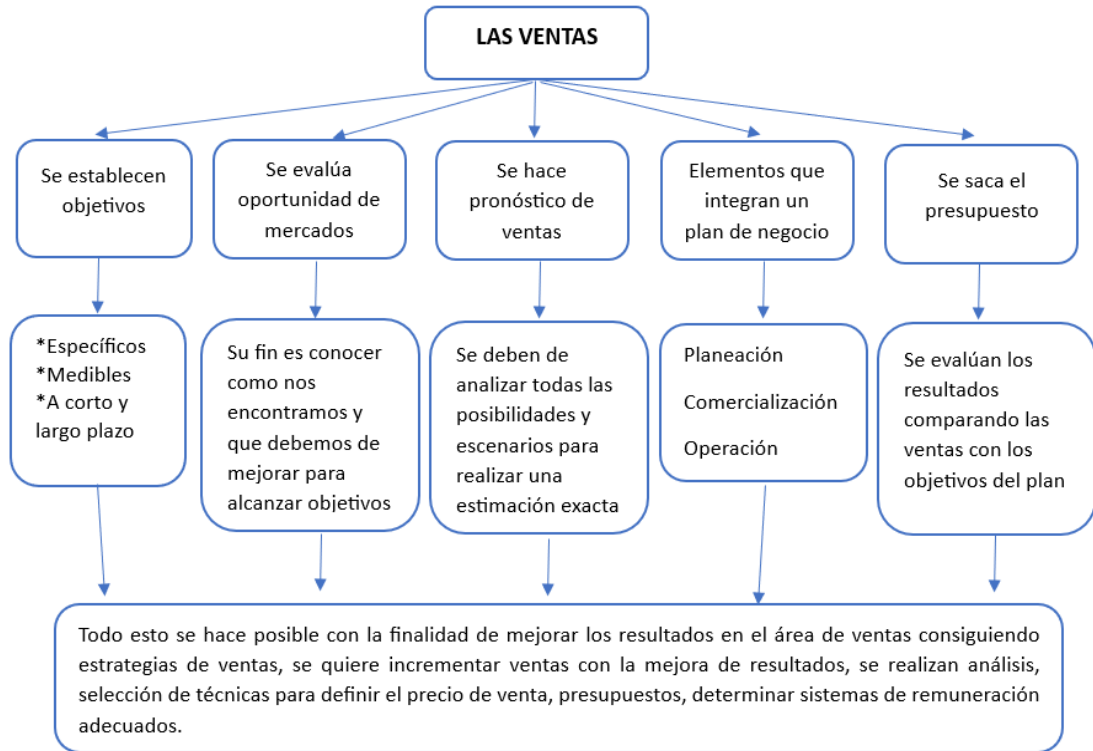 LAS VENTAS
Se establecen
objetivos
Se evalúa
oportunidad de
mercados
Se hace
pronóstico de
ventas
Elementos que
integran un
plan de negocio
Se saca el
presupuesto
*Específicos
*Medibles
*A corto y
largo plazo
Su fin es conocer
como nos
encontramos y
que debemos de
mejorar para
alcanzar objetivos
Se deben de
analizar todas las
posibilidades y
escenarios para
realizar una
estimación exacta
Planeación
Comercialización
Operación
Se evalúan los
resultados
comparando las
ventas con los
objetivos del plan
Todo esto se hace posible con la finalidad de mejorar los resultados en el área de ventas consiguiendo
estrategias de ventas, se quiere incrementar ventas con la mejora de resultados, se realizan análisis,
selección de técnicas para definir el precio de venta, presupuestos, determinar sistemas de remuneración
adecuados.